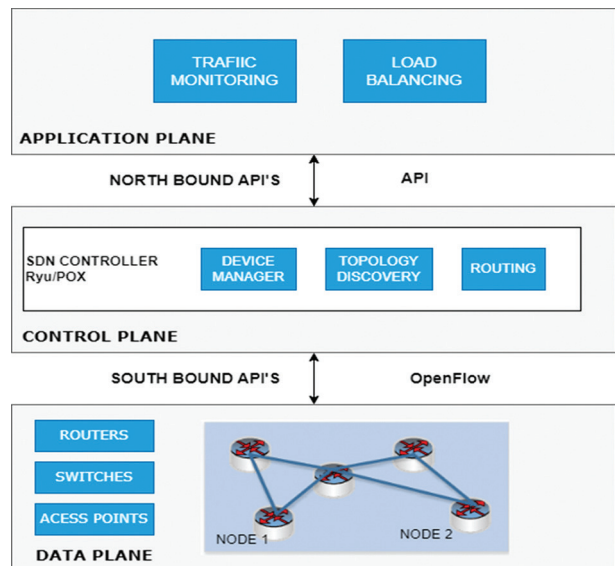 TRAFIIC
MONITORING
LOAD
BALANCING
APPLICATION PLANE
NORTH BOUND API'S
API
SDN CONTROLLER
Ryu/POX
DEVICE
MANAGER
TOPOLOGY
DISCOVERY
ROUTING
CONTROL PLANE
SOUTH BOUND API'S
OpenFlow
ROUTERS
SWITCHES
ACESS POINTS
NODE 1
NODE 2
DATA PLANE